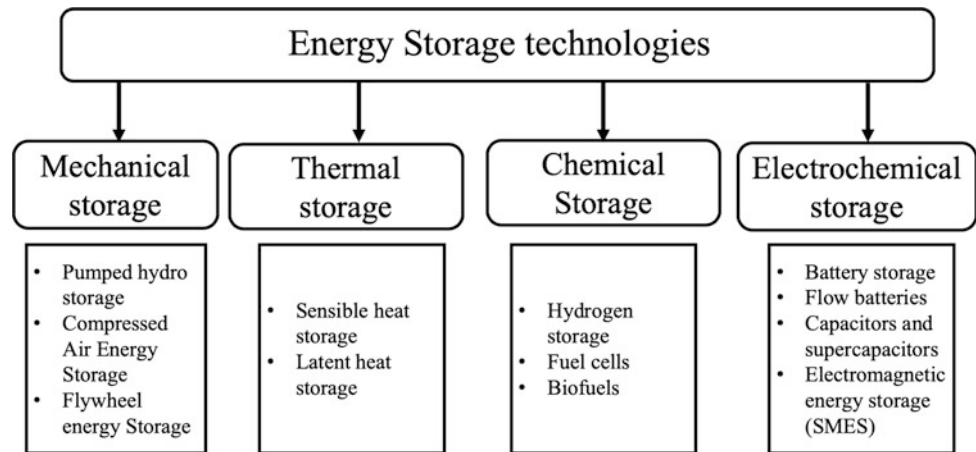 Energy Storage technologies
Mechanical
storage
Thermal
storage
Chemical
Storage
Electrochemical
storage
• Pumped hydro
storage
• Compressed
Air Energy
Storage
• Flywheel
energy Storage
• Sensible heat
storage
• Latent heat
storage
• Hydrogen
storage
• Fuel cells
• Biofuels
• Battery storage
• Flow batteries
• Capacitors and
supercapacitors
• Electromagnetic
energy storage
(SMES)